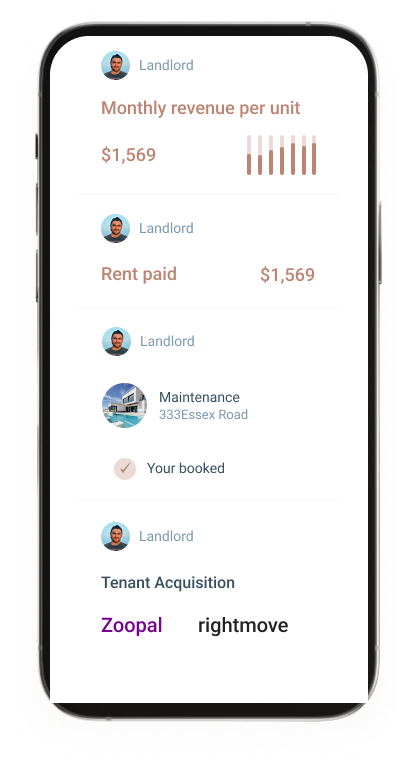 Landlord
Monthly revenue per unit
$1,569
Landlord
Rent paid
$1,569
Landlord
Maintenance
333Essex Road
Your booked
Landlord
Tenant Acquisition
Zoopal
rightmove